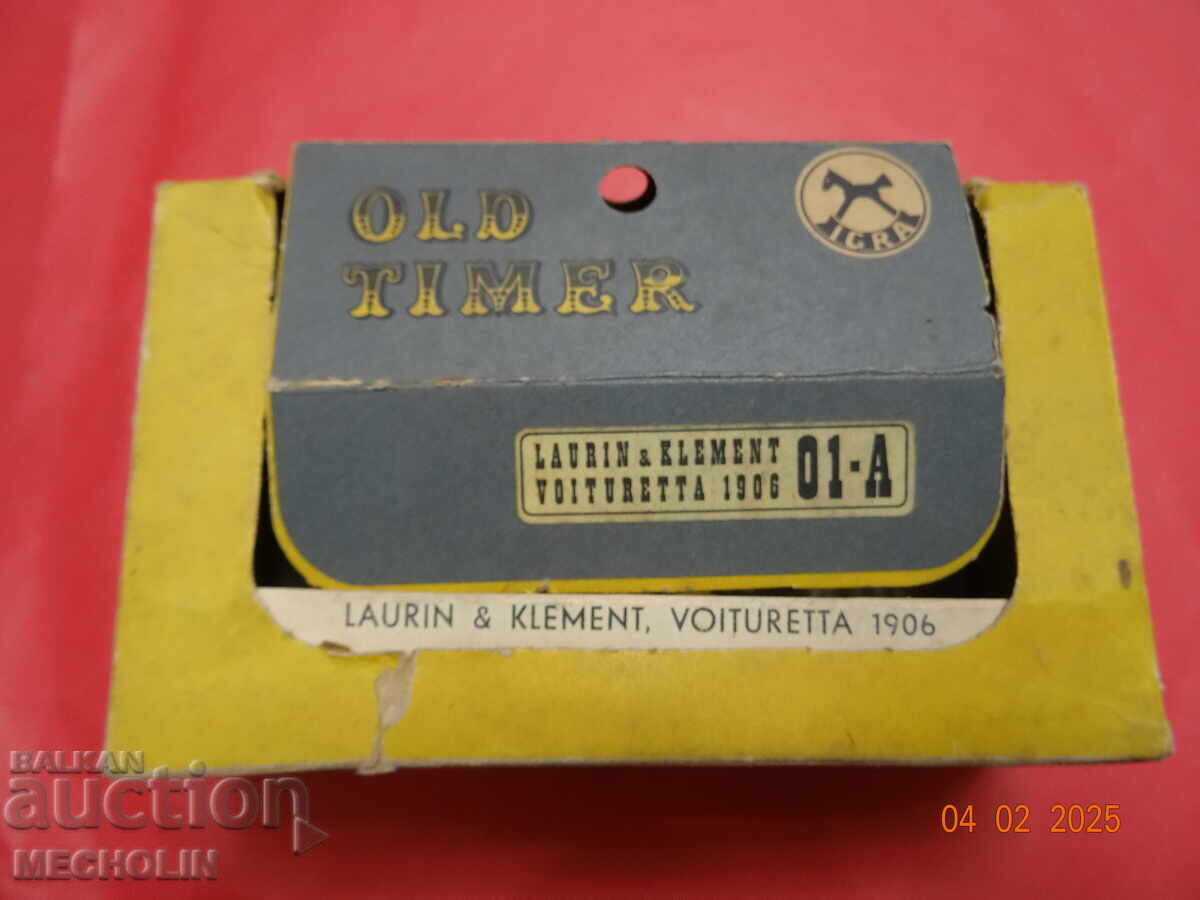 OLD
TIMER
IGRA
LAURIN & KLEMENT
VOITURETTA 1906
01-A
LAURIN & KLEMENT, VOITURETTA 1906
BALKAN
auction
MECHOLIN
04 02 2025